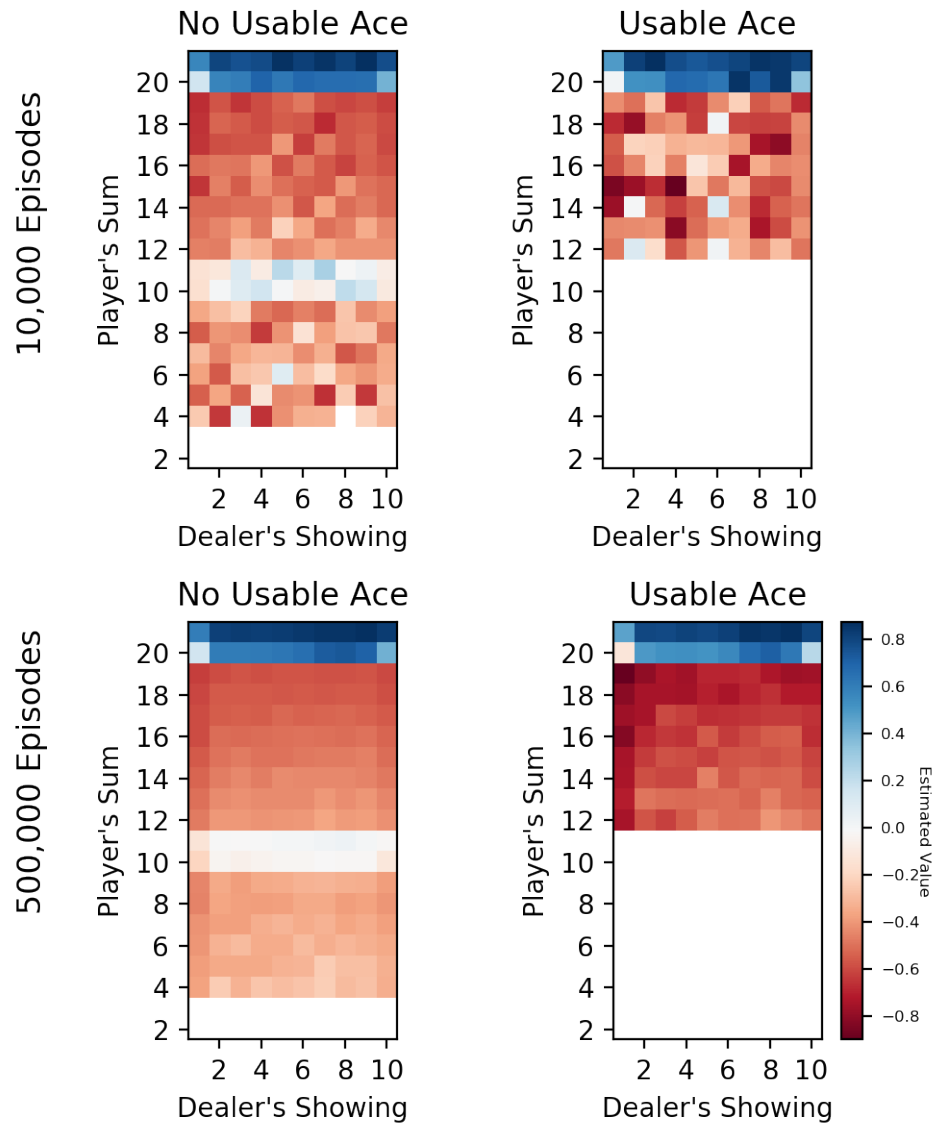 No Usable Ace
Usable Ace
10,000 Episodes
Player's Sum
20
18
16
14
12
10
8
6
4
2
2 4 6 8 10
Dealer's Showing
Player's Sum
20
18
16
14
12
10
8
6
4
2
2 4 6 8 10
Dealer's Showing
No Usable Ace
Usable Ace
500,000 Episodes
Player's Sum
20
18
16
14
12
10
8
6
4
2
2 4 6 8 10
Dealer's Showing
Player's Sum
20
18
16
14
12
10
8
6
4
2
2 4 6 8 10
Dealer's Showing
0.8
0.6
0.4
0.2
0.0
−0.2
−0.4
−0.6
−0.8
Estimated Value